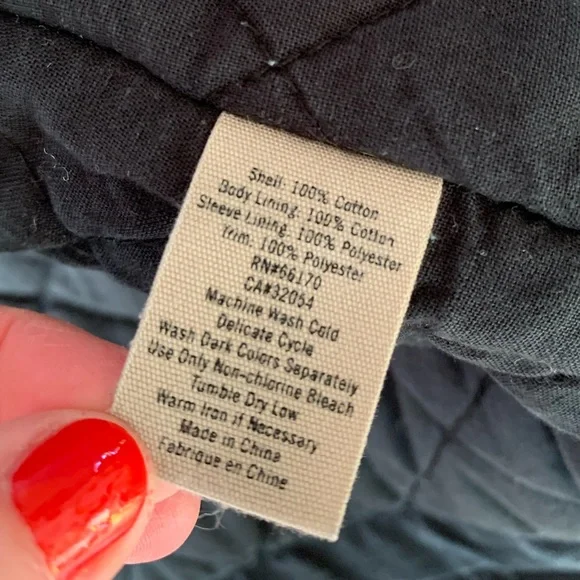 Shell: 100% Cotton
Body Lining: 100% Cotton
Sleeve Lining: 100% Polyester
Trim: 100% Polyester
RN#66170
CA#32054
Machine Wash Cold
Delicate Cycle
Wash Dark Colors Separately
Use Only Non-chlorine Bleach
Tumble Dry Low
Warm Iron if Necessary
Made in China
Fabrique en Chine